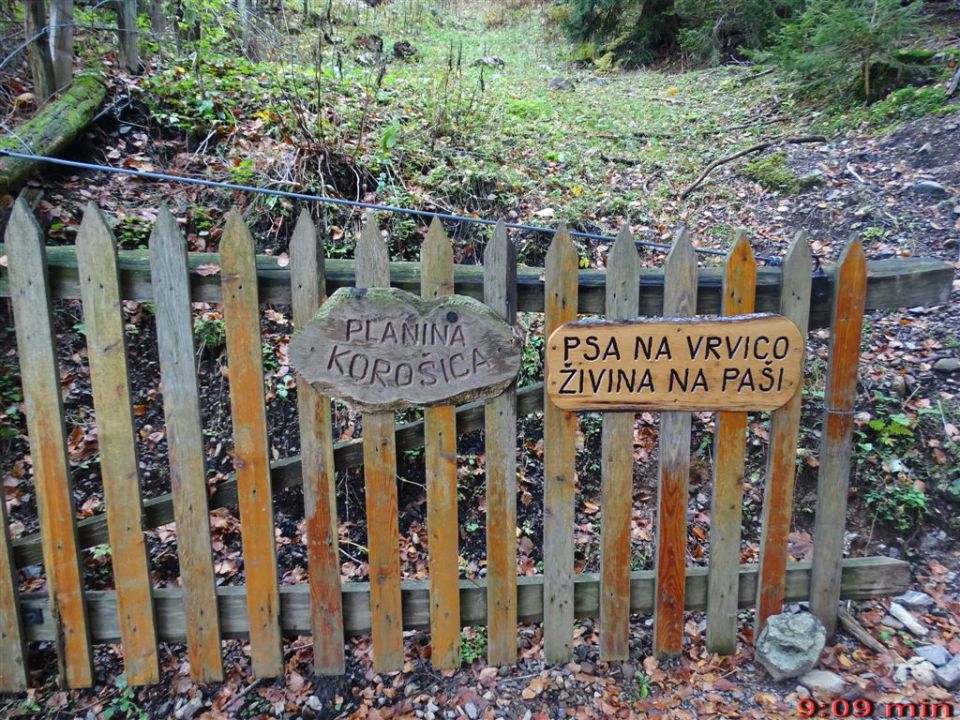 PLANINA
KOROŠICA
PSA NA VRVICO
ŽIVINA NA PAŠI
9:09 min